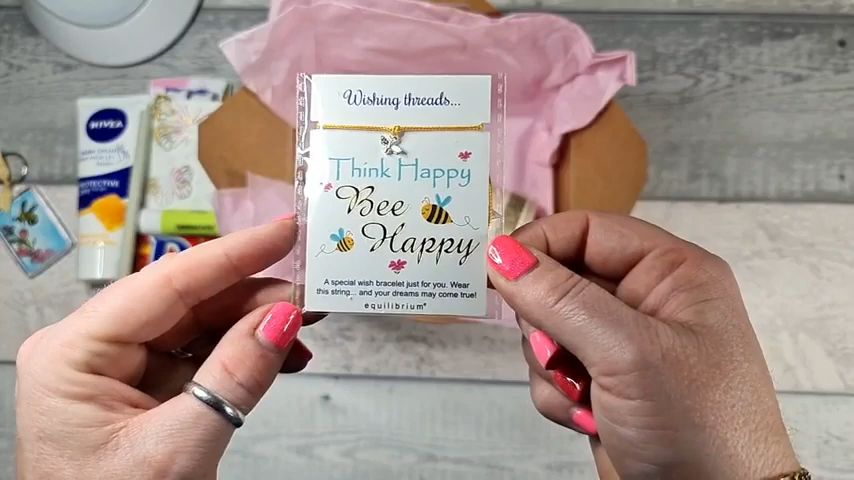 Wishing threads...
Think Happy
Bee
Happy
A special wish bracelet just for you. Wear
this string... and your dreams may come true!
equilibrium®
NIVEA
PROTECTIVE